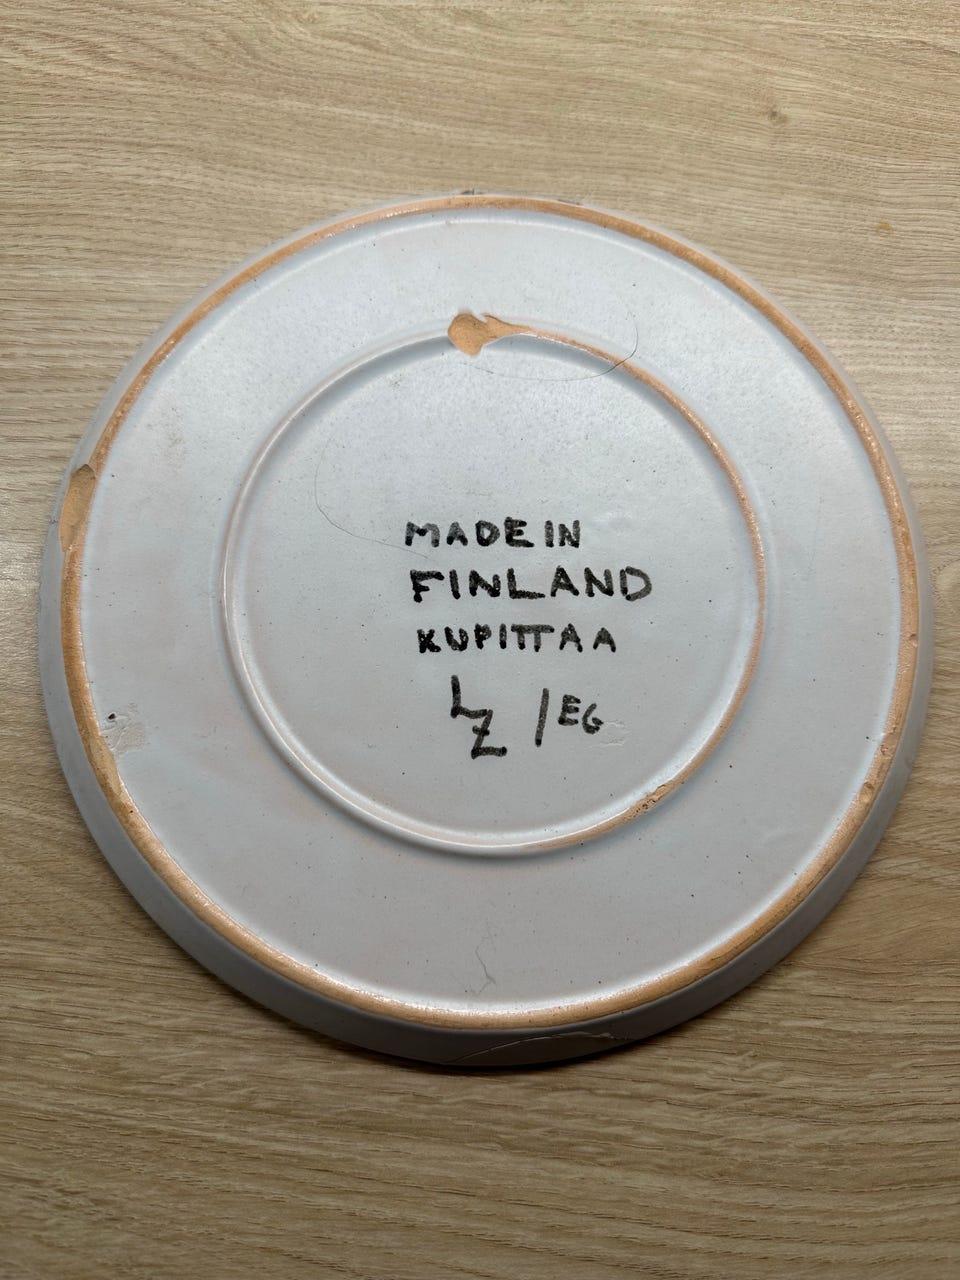 MADE IN
FINLAND
KUPITTAA
LZ /EG